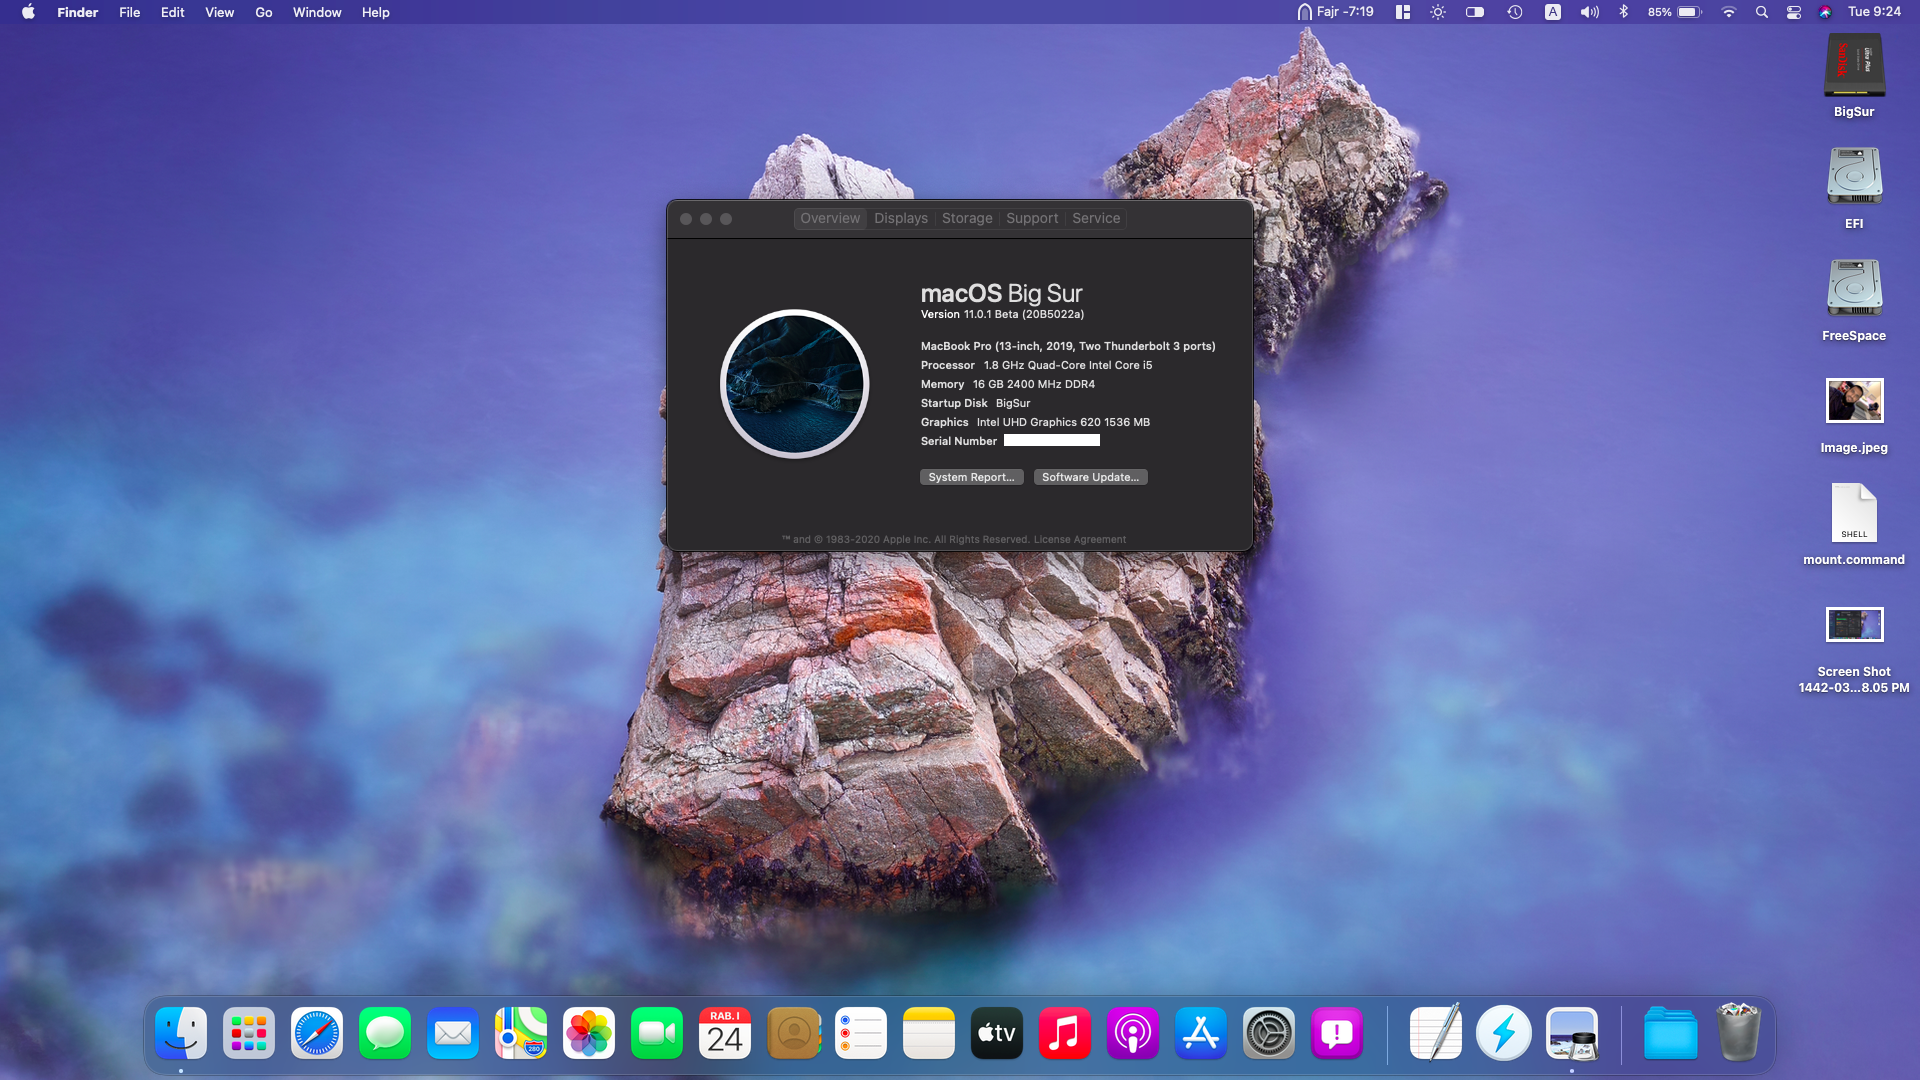 Finder File Edit View Go Window Help
Fajr -7:19 A 85% Tue 9:24
SanDisk
Ultra Plus
BigSur
EFI
FreeSpace
Image.jpeg
SHELL
mount.command
Screen Shot
1442-03...8.05 PM
Overview Displays Storage Support Service
macOS Big Sur
Version 11.0.1 Beta (20B5022a)
MacBook Pro (13-inch, 2019, Two Thunderbolt 3 ports)
Processor 1.8 GHz Quad-Core Intel Core i5
Memory 16 GB 2400 MHz DDR4
Startup Disk BigSur
Graphics Intel UHD Graphics 620 1536 MB
Serial Number
System Report... Software Update...
™ and © 1983-2020 Apple Inc. All Rights Reserved. License Agreement
280
RAB. I
24
tv